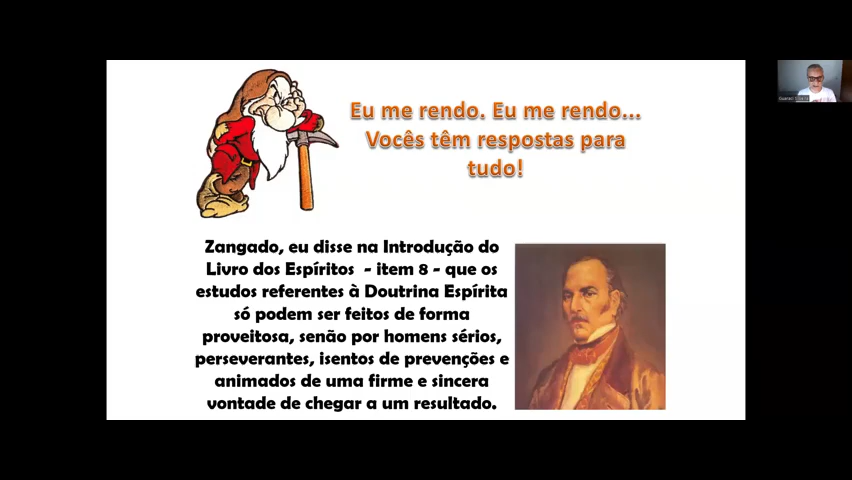 Eu me rendo. Eu me rendo...
Vocês têm respostas para
tudo!
Zangado, eu disse na Introdução do
Livro dos Espíritos - item 8 - que os
estudos referentes à Doutrina Espírita
só podem ser feitos de forma
proveitosa, senão por homens sérios,
perseverantes, isentos de prevenções e
animados de uma firme e sincera
vontade de chegar a um resultado.